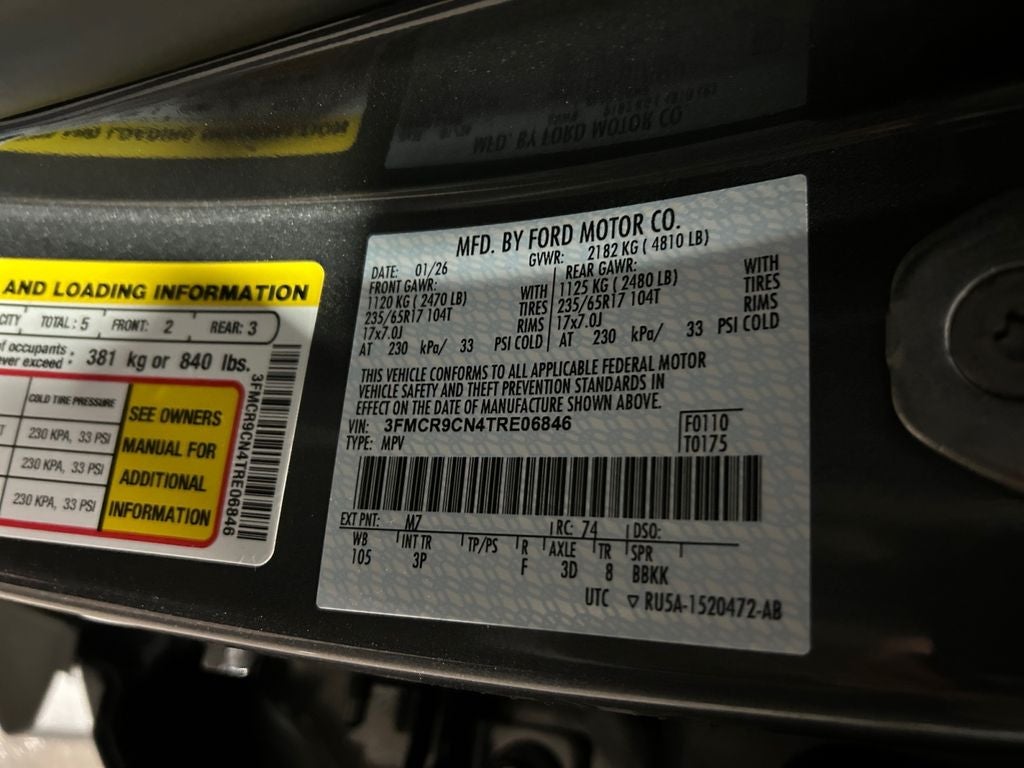 AND LOADING INFORMATION
TOTAL : 5 FRONT: 2 REAR: 3
occupants :
exceed : 381 kg or 840 lbs.
COLD TIRE PRESSURE
230 KPA, 33 PSI
230 KPA, 33 PSI
230 KPA, 33 PSI
SEE OWNERS
MANUAL FOR
ADDITIONAL
INFORMATION
3FMCR9CN4TRE06846
MFD. BY FORD MOTOR CO.
DATE: 01/26 GVWR: 2182 KG ( 4810 LB)
FRONT GAWR:
1120 KG ( 2470 LB) WITH
235/65R17 104T TIRES
17x7.0J RIMS
AT 230 kPa/ 33 PSI COLD
REAR GAWR:
1125 KG ( 2480 LB) WITH
235/65R17 104T TIRES
17x7.0J RIMS
AT 230 kPa/ 33 PSI COLD
THIS VEHICLE CONFORMS TO ALL APPLICABLE FEDERAL MOTOR
VEHICLE SAFETY AND THEFT PREVENTION STANDARDS IN
EFFECT ON THE DATE OF MANUFACTURE SHOWN ABOVE.
VIN: 3FMCR9CN4TRE06846
TYPE: MPV
F0110
T0175
EXT PNT: M7 RC: 74 DSO:
WB INT TR TP/PS R AXLE TR SPR
105 3P F 3D 8 BBKK
UTC ▽ RU5A-1520472-AB